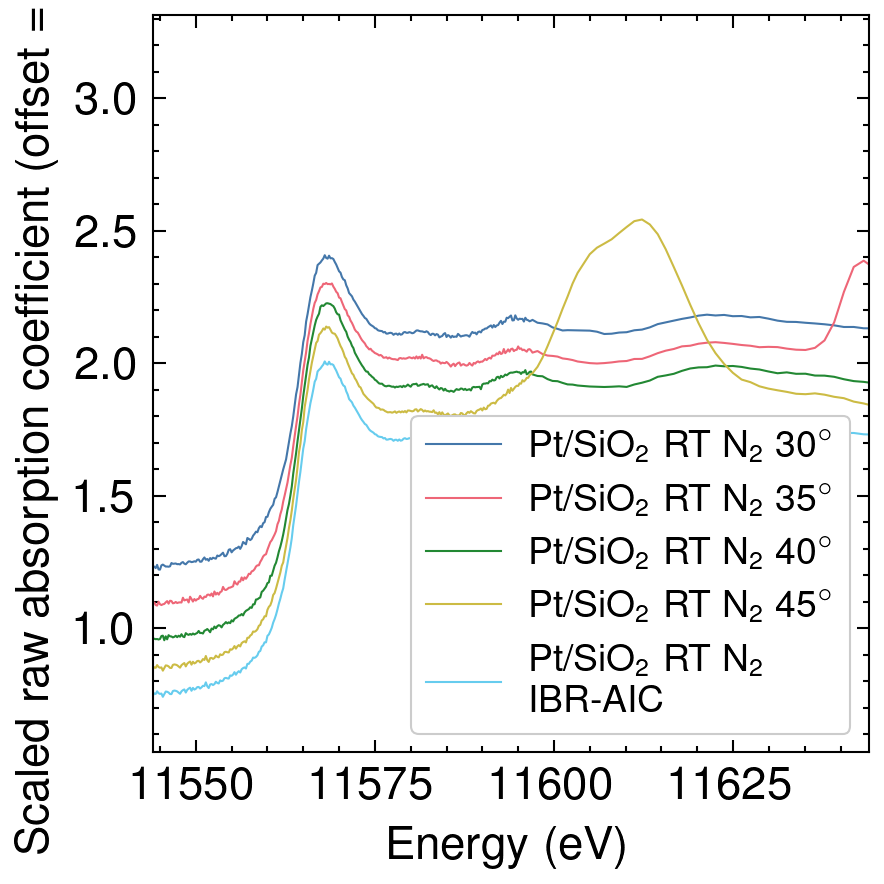 Scaled raw absorption coefficient (offset =
3.0
2.5
2.0
1.5
1.0
11550
11575
11600
11625
Energy (eV)
Pt/SiO₂ RT N₂ 30°
Pt/SiO₂ RT N₂ 35°
Pt/SiO₂ RT N₂ 40°
Pt/SiO₂ RT N₂ 45°
Pt/SiO₂ RT N₂
IBR-AIC